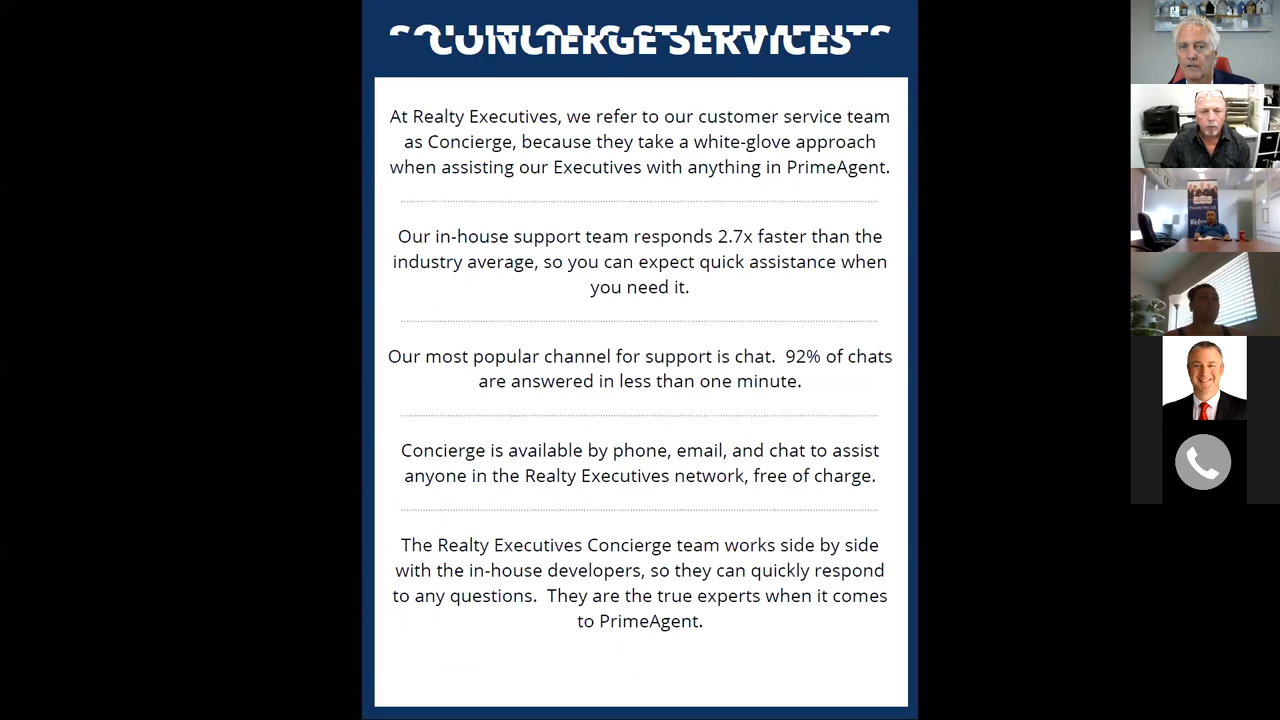 SOLUTIONS STATEMENTS
CONCIERGE SERVICES
At Realty Executives, we refer to our customer service team
as Concierge, because they take a white-glove approach
when assisting our Executives with anything in PrimeAgent.
Our in-house support team responds 2.7x faster than the
industry average, so you can expect quick assistance when
you need it.
Our most popular channel for support is chat.  92% of chats
are answered in less than one minute.
Concierge is available by phone, email, and chat to assist
anyone in the Realty Executives network, free of charge.
The Realty Executives Concierge team works side by side
with the in-house developers, so they can quickly respond
to any questions.  They are the true experts when it comes
to PrimeAgent.